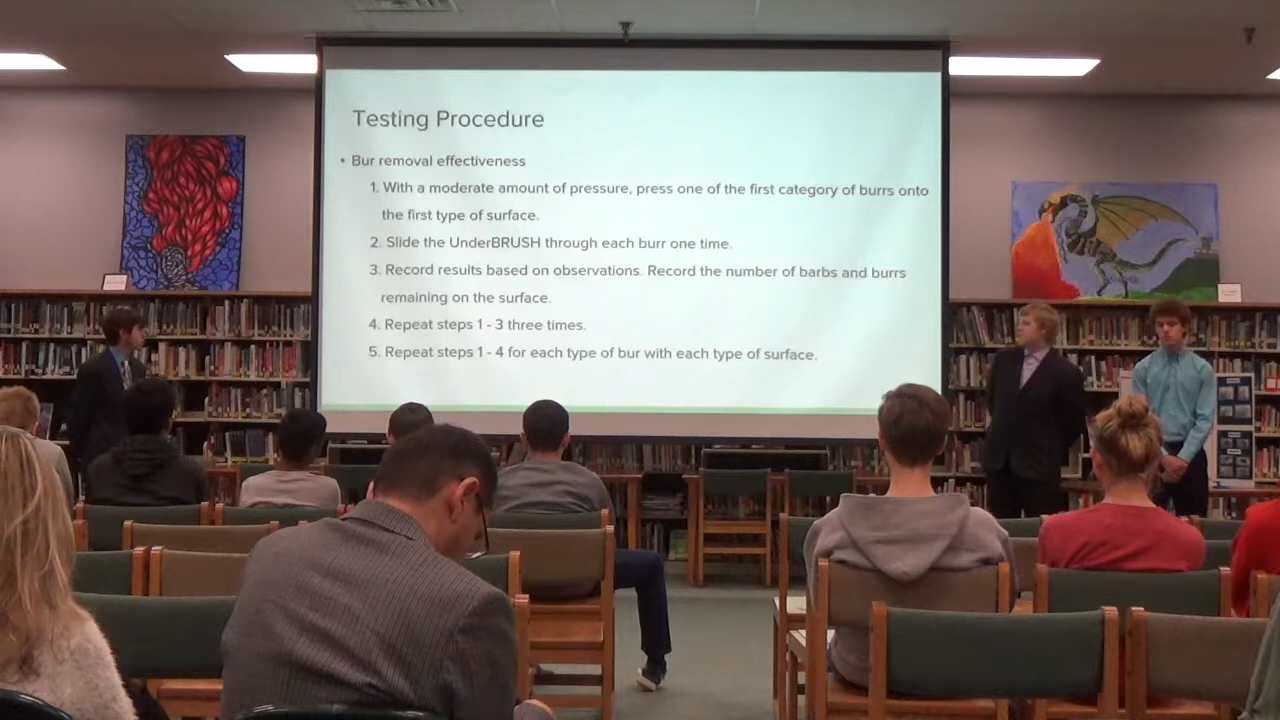 Testing Procedure
• Bur removal effectiveness
1. With a moderate amount of pressure, press one of the first category of burrs onto
the first type of surface.
2. Slide the UnderBRUSH through each burr one time.
3. Record results based on observations. Record the number of barbs and burrs
remaining on the surface.
4. Repeat steps 1 - 3 three times.
5. Repeat steps 1 - 4 for each type of bur with each type of surface.